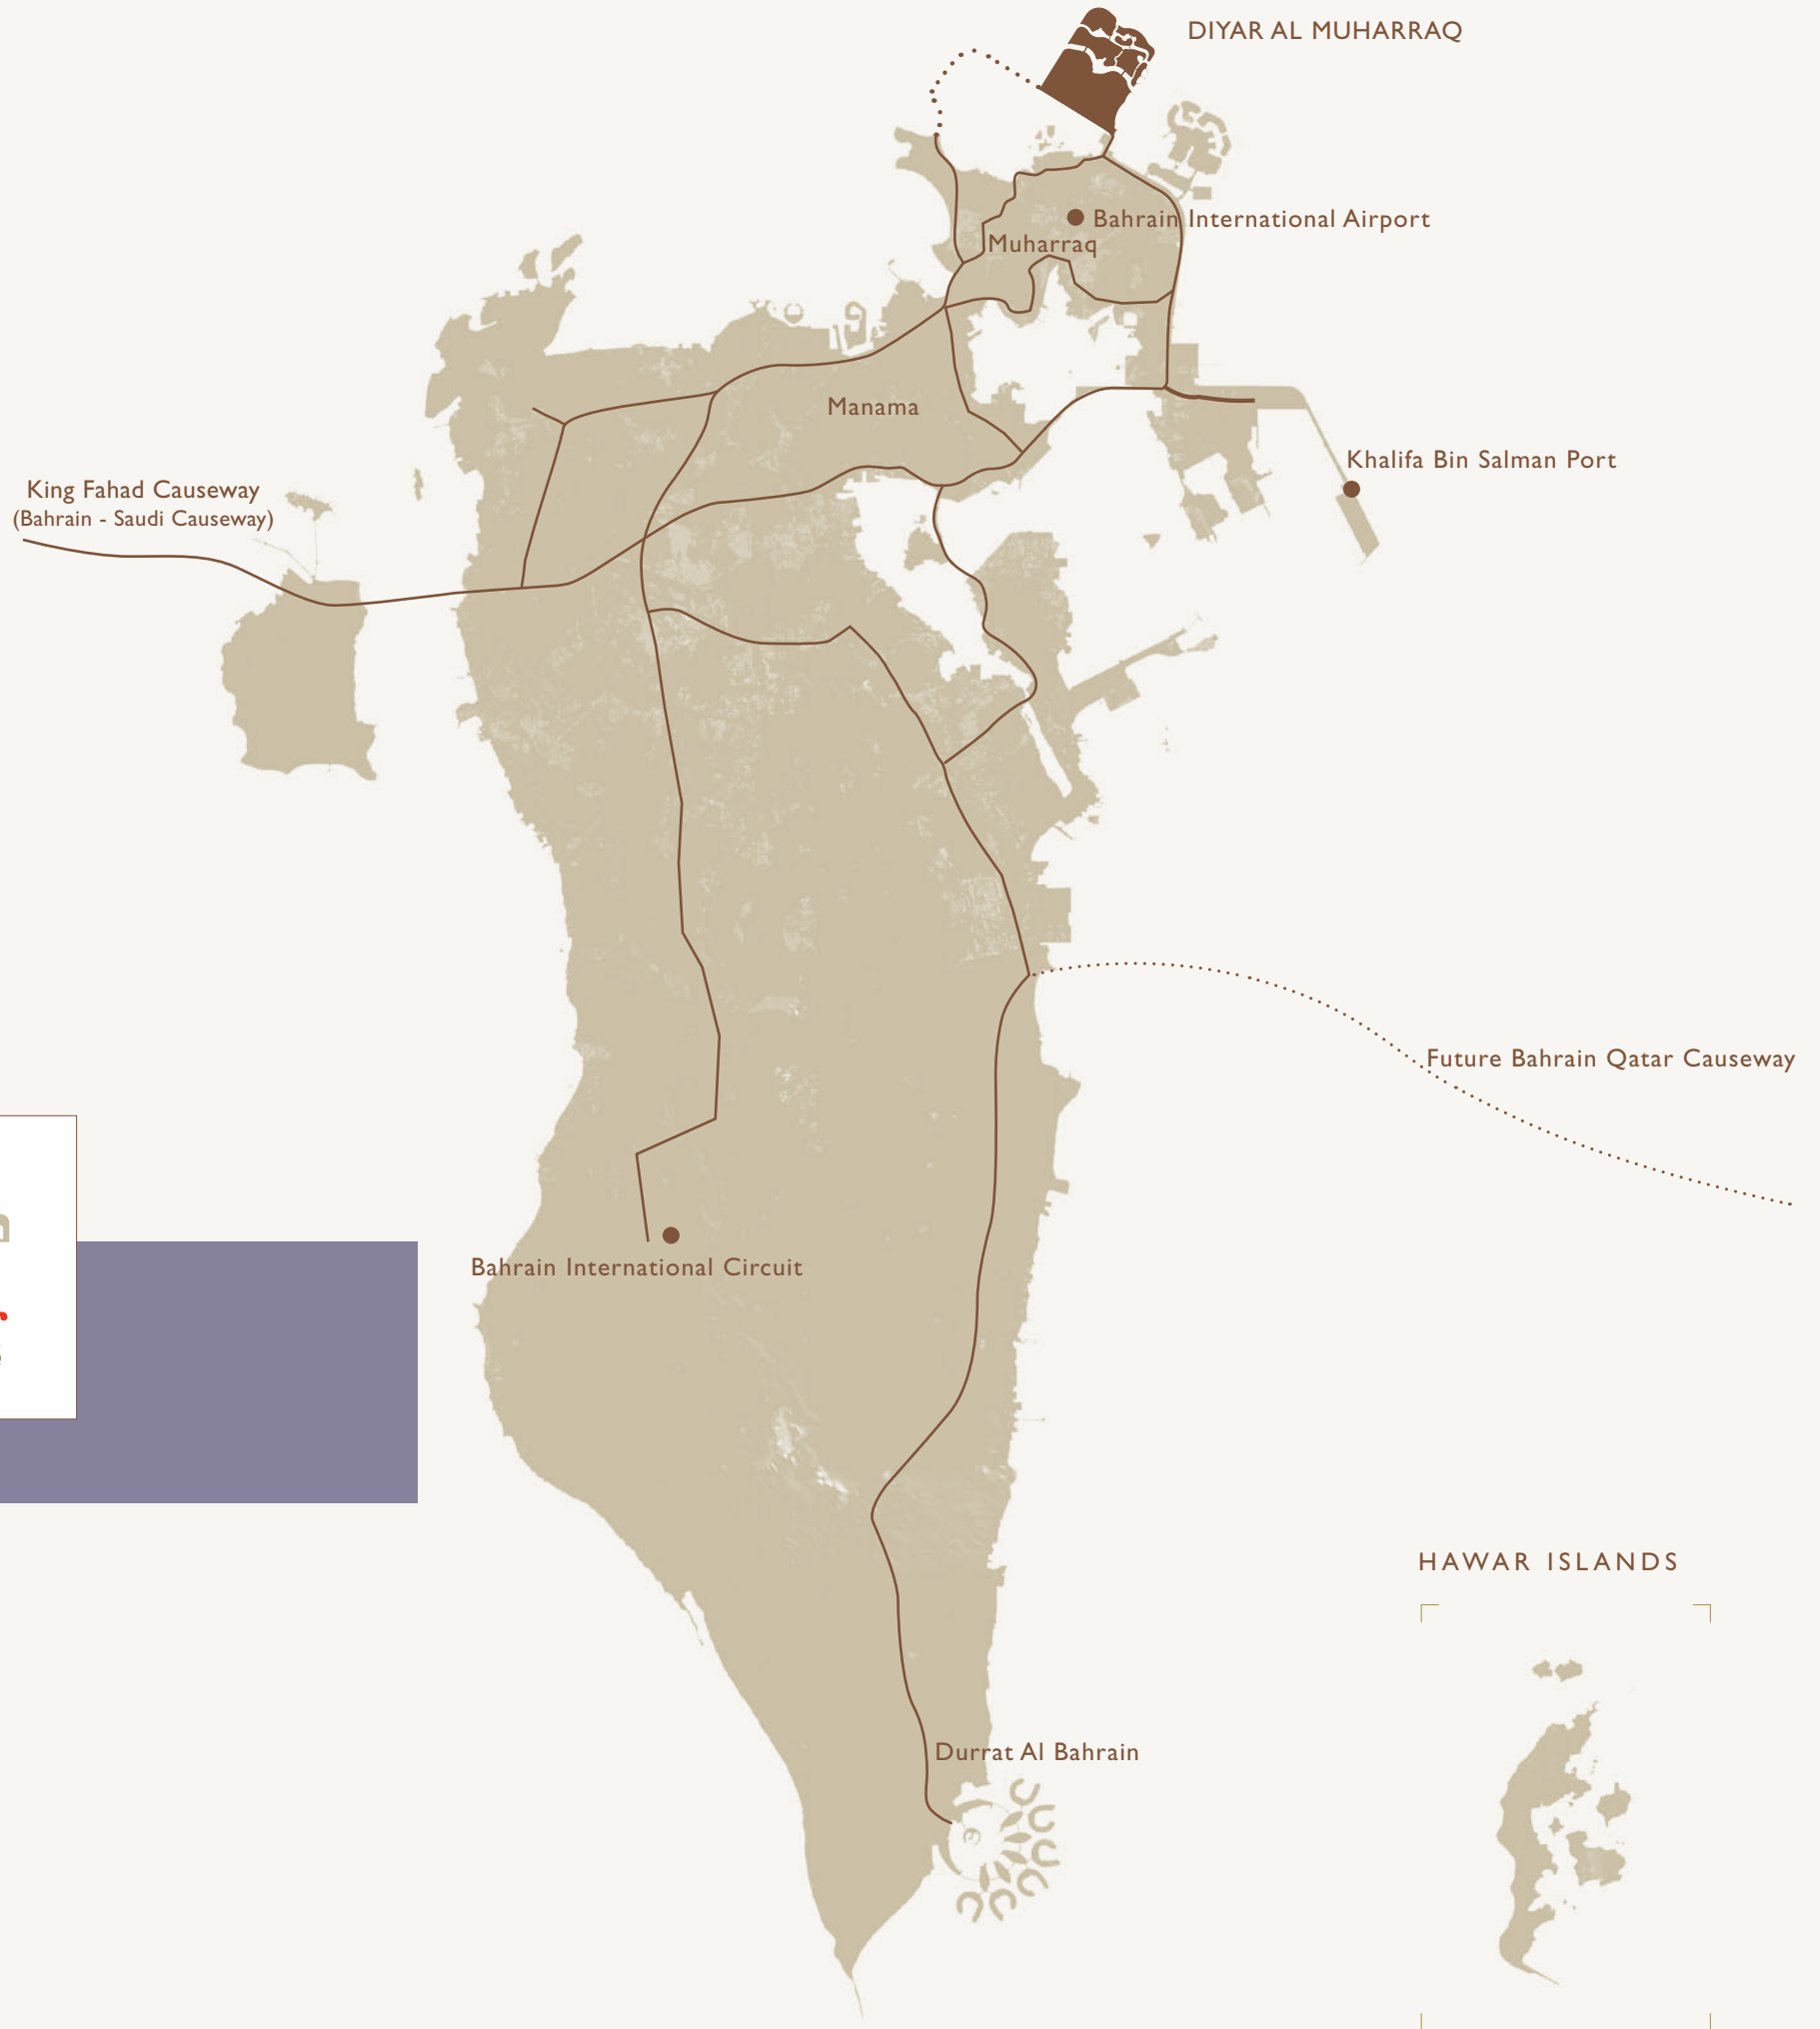 DIYAR AL MUHARRAQ
Bahrain International Airport
Muharraq
Manama
Khalifa Bin Salman Port
King Fahad Causeway
(Bahrain - Saudi Causeway)
Future Bahrain Qatar Causeway
Bahrain International Circuit
HAWAR ISLANDS
Durrat Al Bahrain